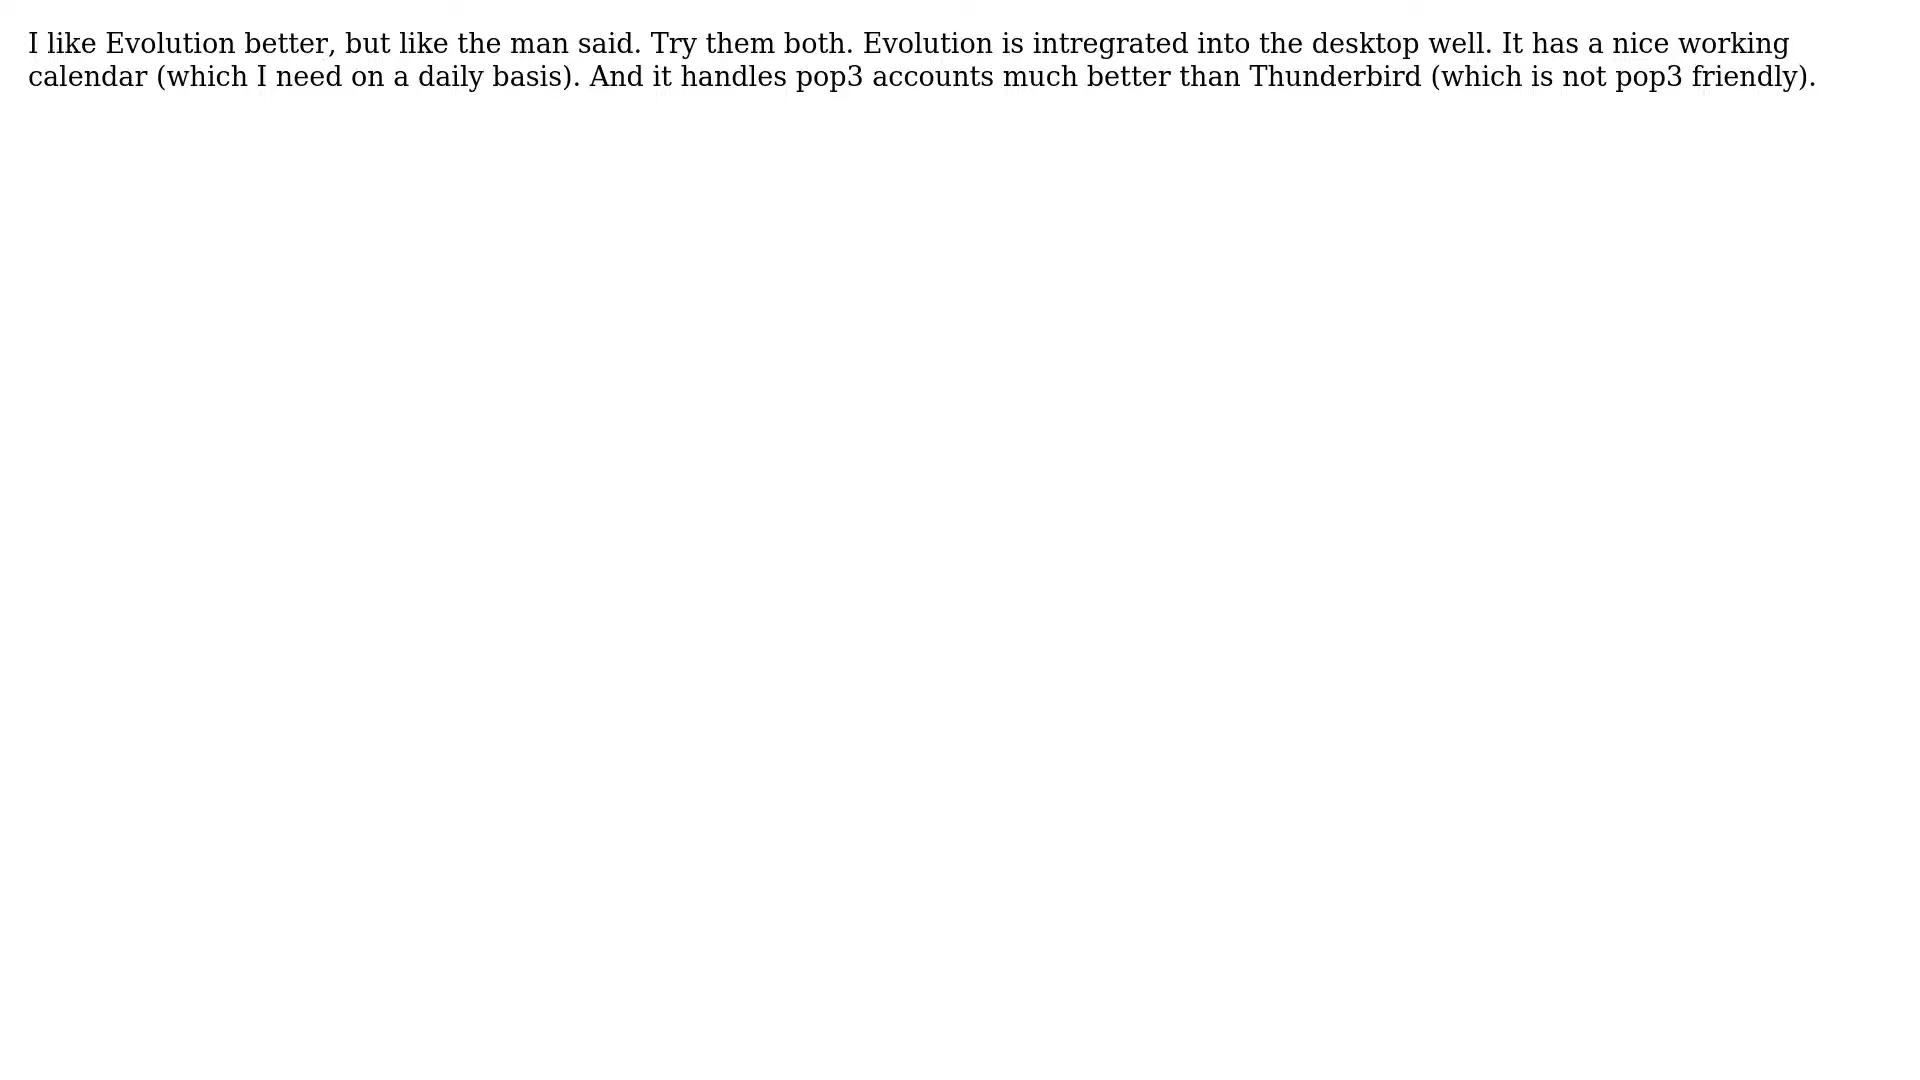 I like Evolution better, but like the man said. Try them both. Evolution is intregrated into the desktop well. It has a nice working
calendar (which I need on a daily basis). And it handles pop3 accounts much better than Thunderbird (which is not pop3 friendly).